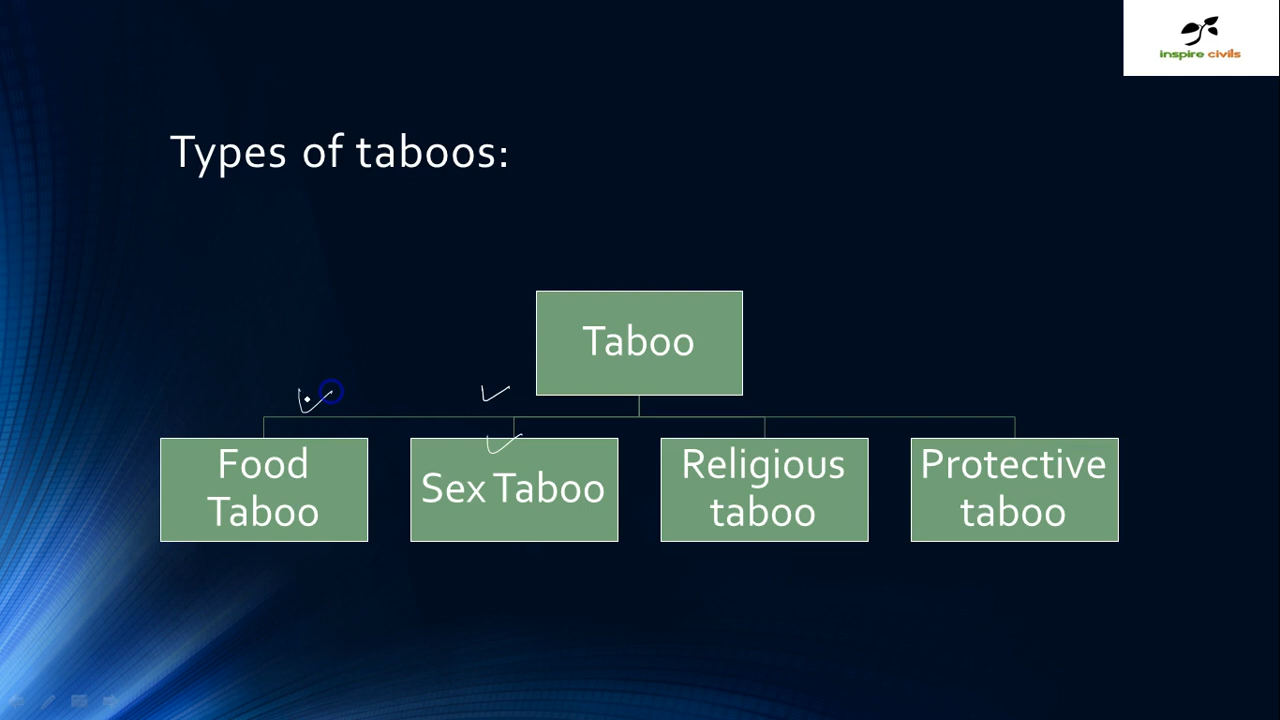 inspire civils
Types of taboos:
Taboo
Food
Taboo
Sex Taboo
Religious
taboo
Protective
taboo